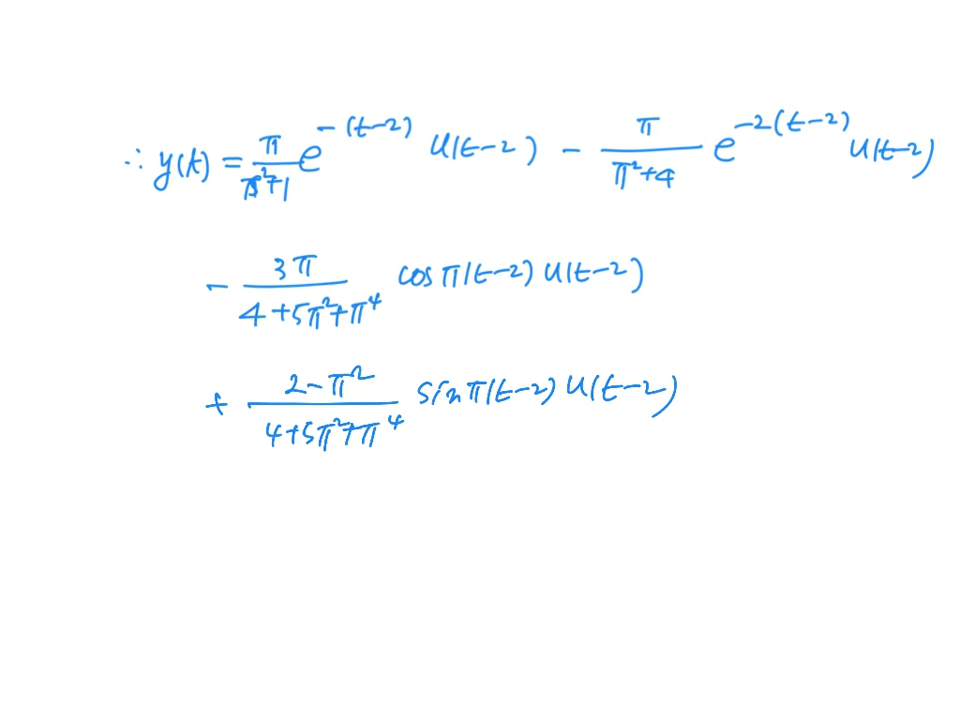 ∴ y(t) = π/(π²+1) e^{-(t-2)} u(t-2) - π/(π²+4) e^{-2(t-2)} u(t-2)
- 3π/(4+5π²+π⁴) cos π(t-2) u(t-2)
+ (2-π²)/(4+5π²+π⁴) sin π(t-2) u(t-2)